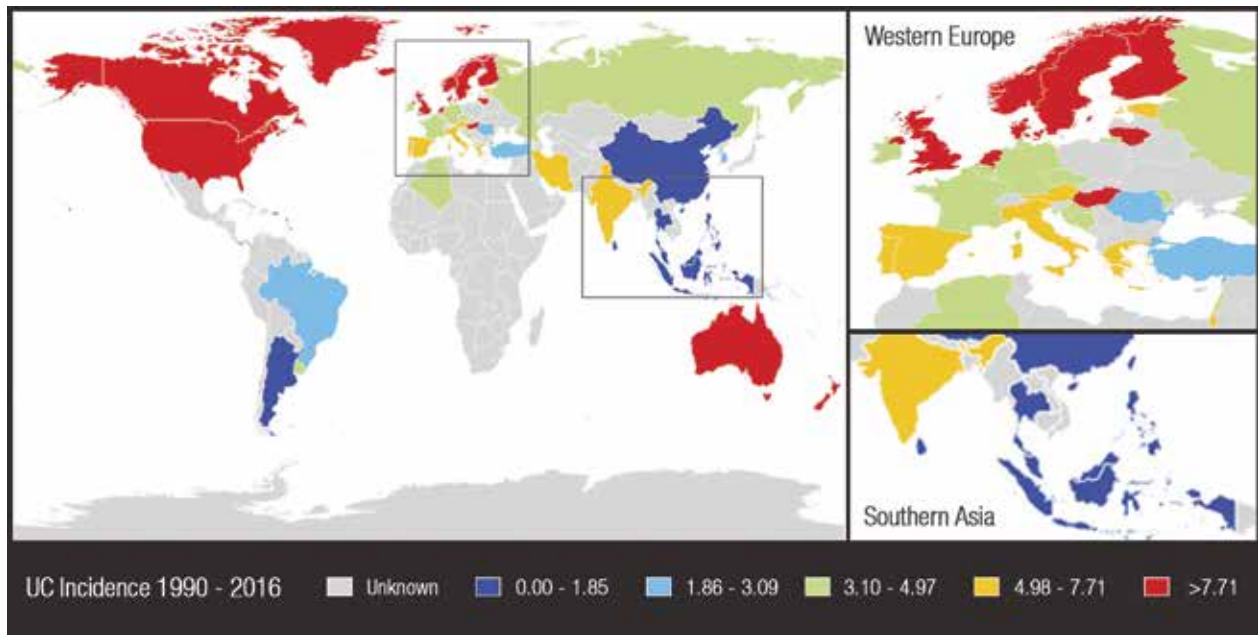 Western Europe
Southern Asia
UC Incidence 1990 - 2016
Unknown
0.00 - 1.85
1.86 - 3.09
3.10 - 4.97
4.98 - 7.71
>7.71